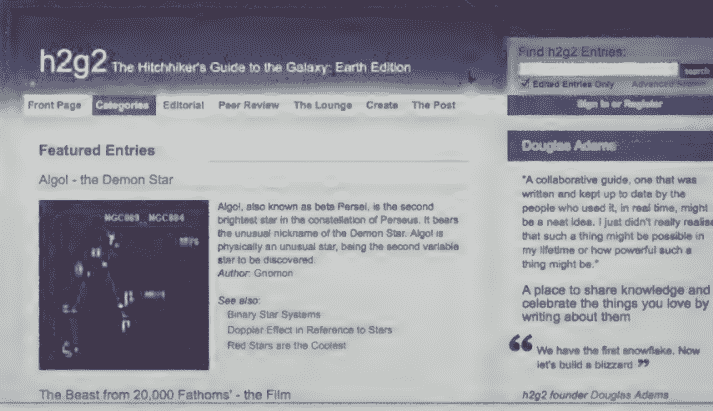 h2g2 The Hitchhiker's Guide to the Galaxy: Earth Edition
Find h2g2 Entries:
search
Edited Entries Only Advanced Search
Sign in or Register
Front Page Categories Editorial Peer Review The Lounge Create The Post
Featured Entries
Algol - the Demon Star
Algol, also known as beta Persei, is the second
brightest star in the constellation of Perseus. It bears
the unusual nickname of the Demon Star. Algol is
physically an unusual star, being the second variable
star to be discovered.
Author: Gnomon
See also:
Binary Star Systems
Doppler Effect in Reference to Stars
Red Stars are the Coolest
The Beast from 20,000 Fathoms' - the Film
Douglas Adams
"A collaborative guide, one that was
written and kept up to date by the
people who used it, in real time, might
be a neat idea. I just didn't really realise
that such a thing might be possible in
my lifetime or how powerful such a
thing might be."
A place to share knowledge and
celebrate the things you love by
writing about them
“ We have the first snowflake. Now
let's build a blizzard ”
h2g2 founder Douglas Adams